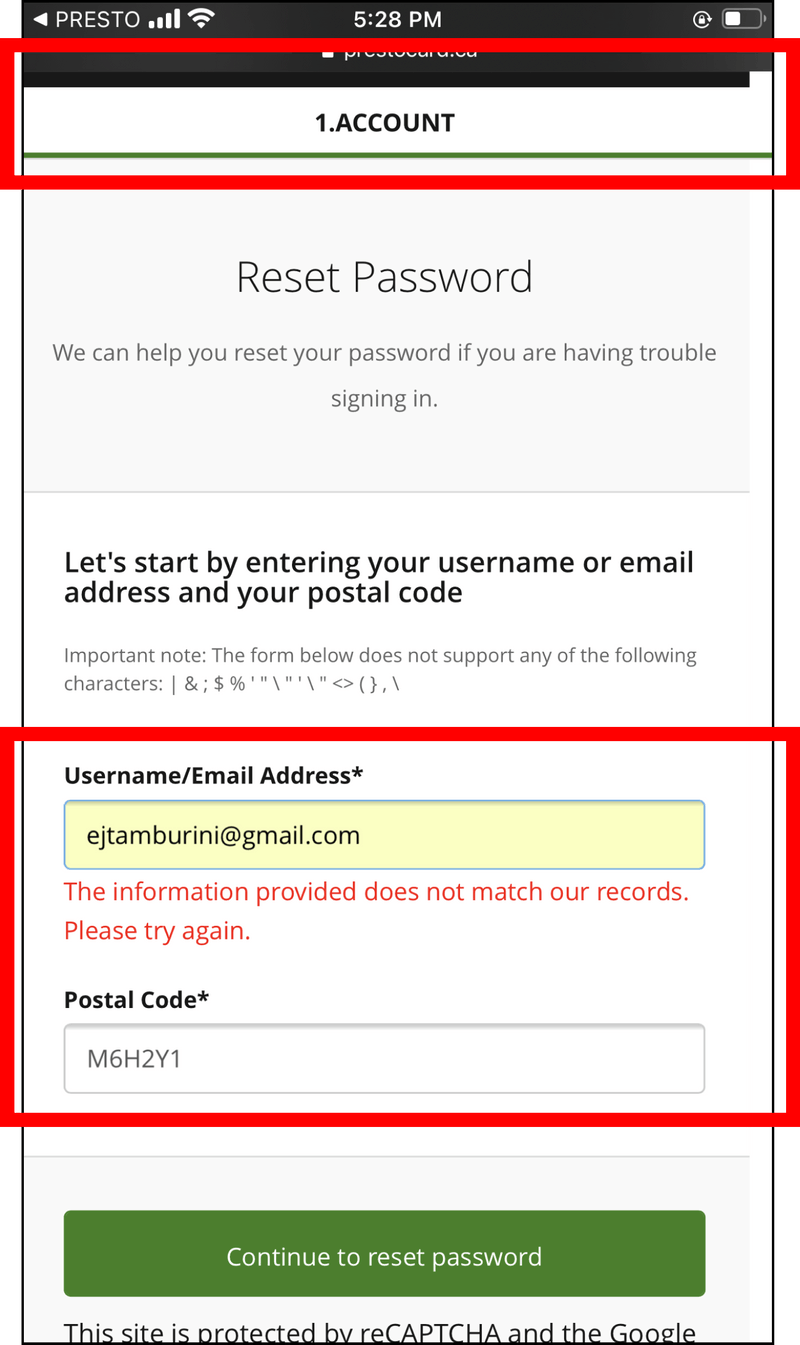 PRESTO 5:28 PM
prestocard.ca
1.ACCOUNT
Reset Password
We can help you reset your password if you are having trouble
signing in.
Let's start by entering your username or email
address and your postal code
Important note: The form below does not support any of the following
characters: | & ; $ % ' " \ " ' \ " <> ( } , \
Username/Email Address*
ejtamburini@gmail.com
The information provided does not match our records.
Please try again.
Postal Code*
M6H2Y1
Continue to reset password
This site is protected by reCAPTCHA and the Google